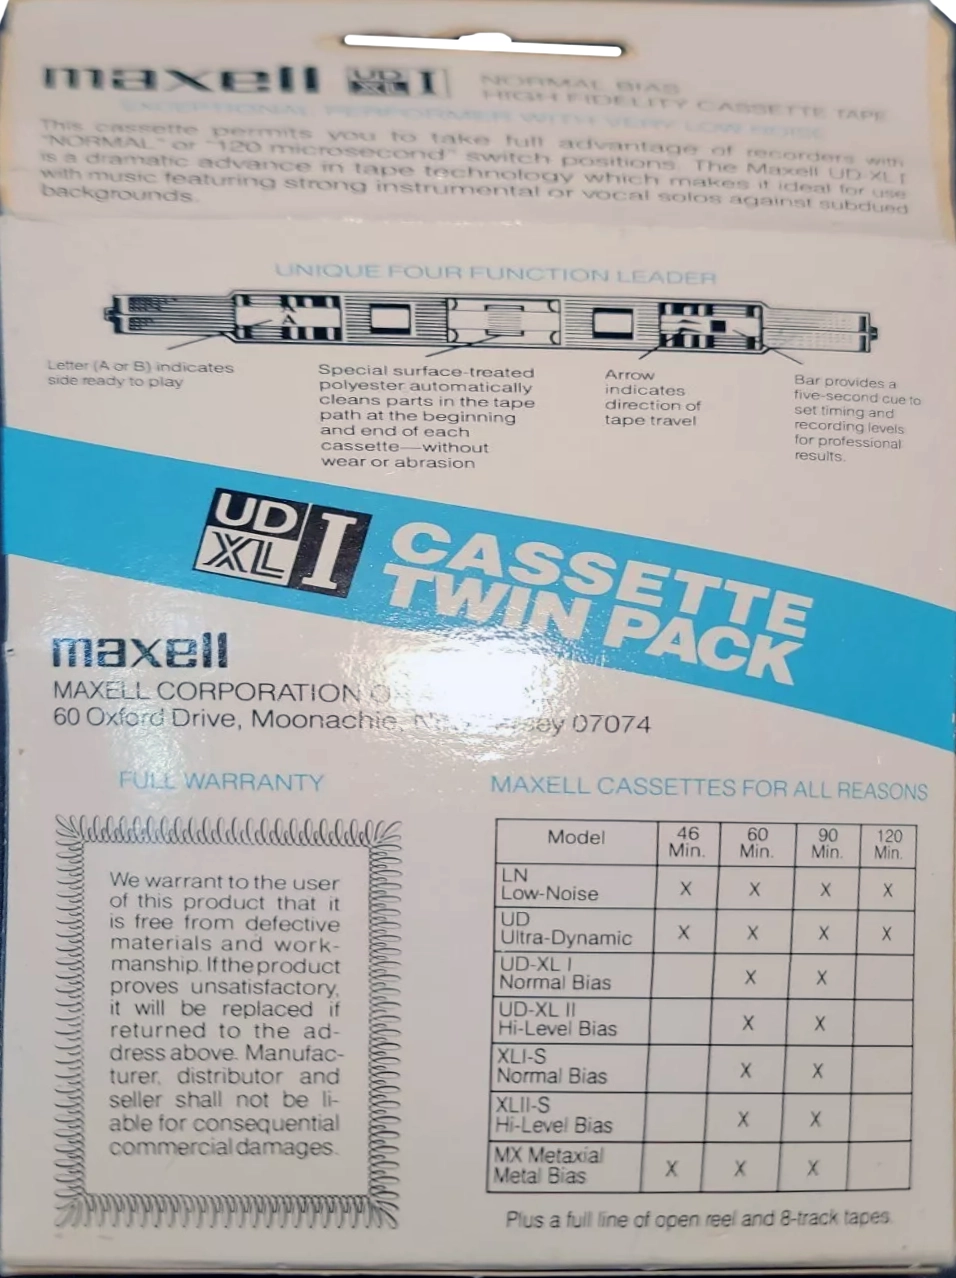 maxell UD XL I NORMAL BIAS
HIGH FIDELITY CASSETTE TAPE
EXCEPTIONAL PERFORMER WITH VERY LOW NOISE
This cassette permits you to take full advantage of recorders with
"NORMAL" or "120 microsecond" switch positions. The Maxell UD XL I
is a dramatic advance in tape technology which makes it ideal for use
with music featuring strong instrumental or vocal solos against subdued
backgrounds.
UNIQUE FOUR FUNCTION LEADER
A
Letter (A or B) indicates
side ready to play
Special surface-treated
polyester automatically
cleans parts in the tape
path at the beginning
and end of each
cassette—without
wear or abrasion
Arrow
indicates
direction of
tape travel
Bar provides a
five-second cue to
set timing and
recording levels
for professional
results.
UD XL I
CASSETTE
TWIN PACK
maxell
MAXELL CORPORATION
60 Oxford Drive, Moonachie, 07074
FULL WARRANTY
We warrant to the user
of this product that it
is free from defective
materials and work-
manship. If the product
proves unsatisfactory,
it will be replaced if
returned to the ad-
dress above. Manufac-
turer, distributor and
seller shall not be li-
able for consequential
commercial damages.
MAXELL CASSETTES FOR ALL REASONS
Model 46 Min. 60 Min. 90 Min. 120 Min.
LN
Low-Noise X X X X
UD
Ultra-Dynamic X X X X
UD-XL I
Normal Bias X X
UD-XL II
Hi-Level Bias X X
XLI-S
Normal Bias X X
XLII-S
Hi-Level Bias X X
MX Metaxial
Metal Bias X X X
Plus a full line of open reel and 8-track tapes.